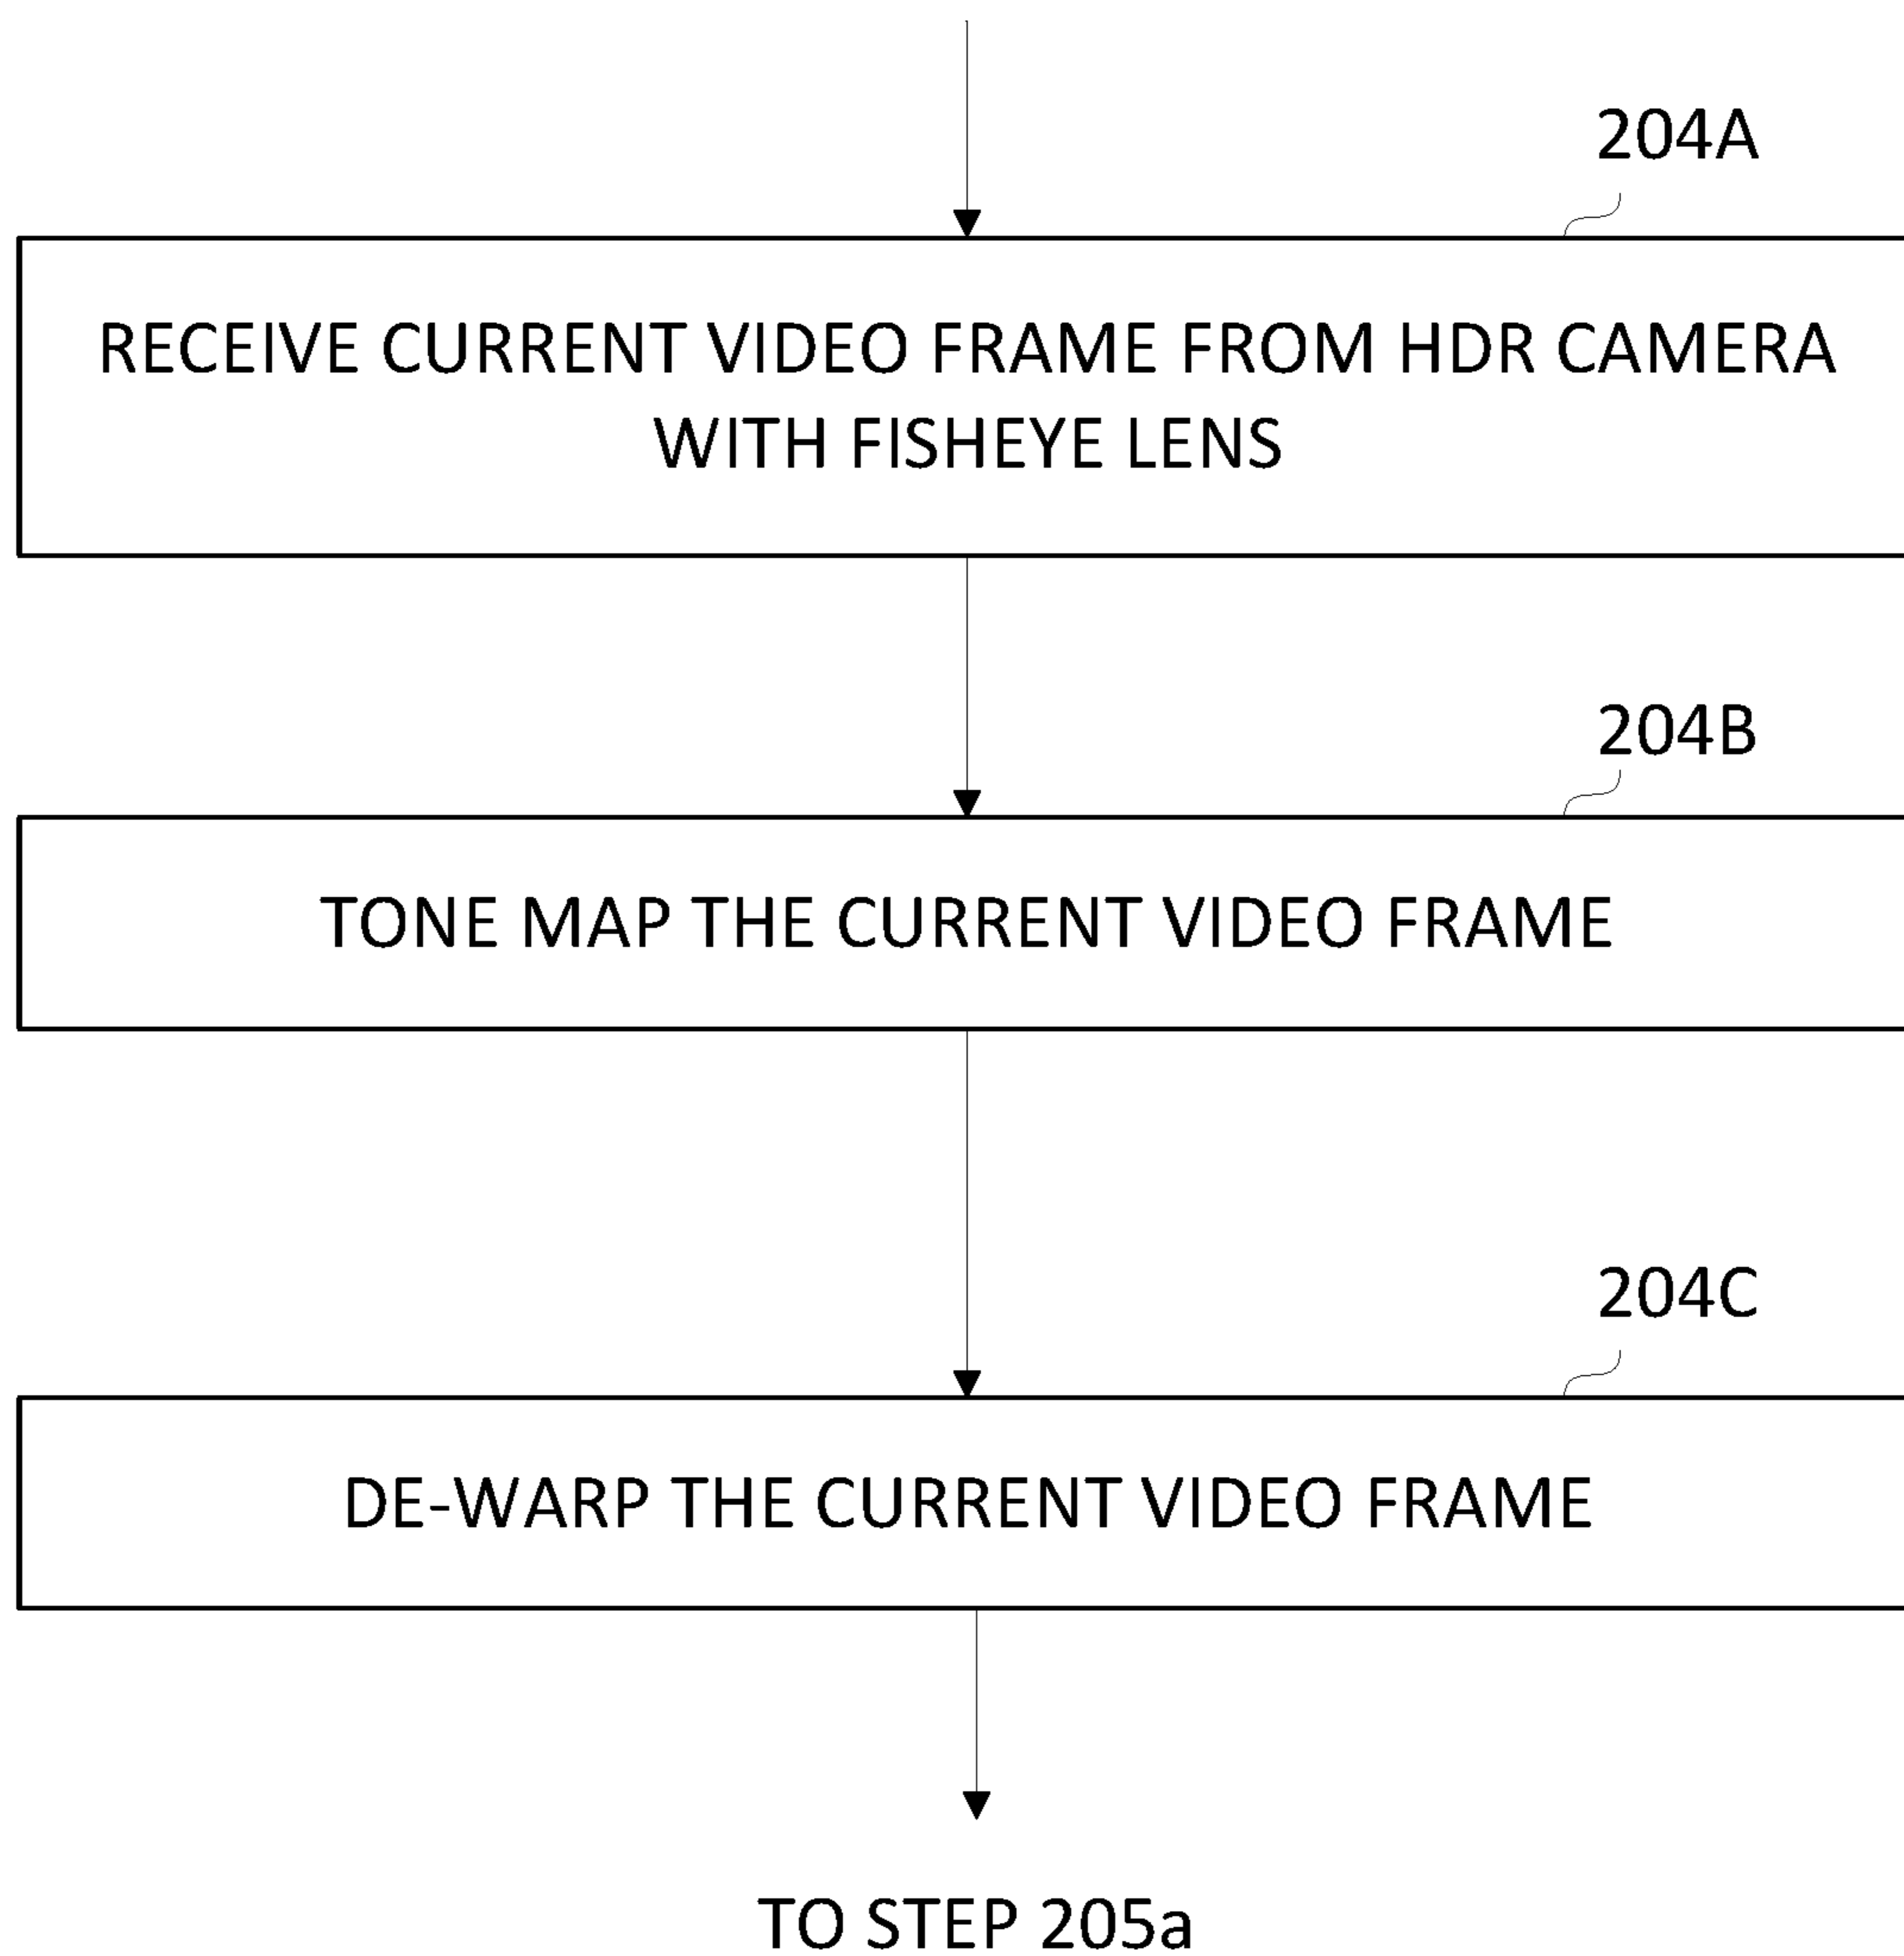 204A
RECEIVE CURRENT VIDEO FRAME FROM HDR CAMERA
WITH FISHEYE LENS
204B
TONE MAP THE CURRENT VIDEO FRAME
204C
DE-WARP THE CURRENT VIDEO FRAME
TO STEP 205a